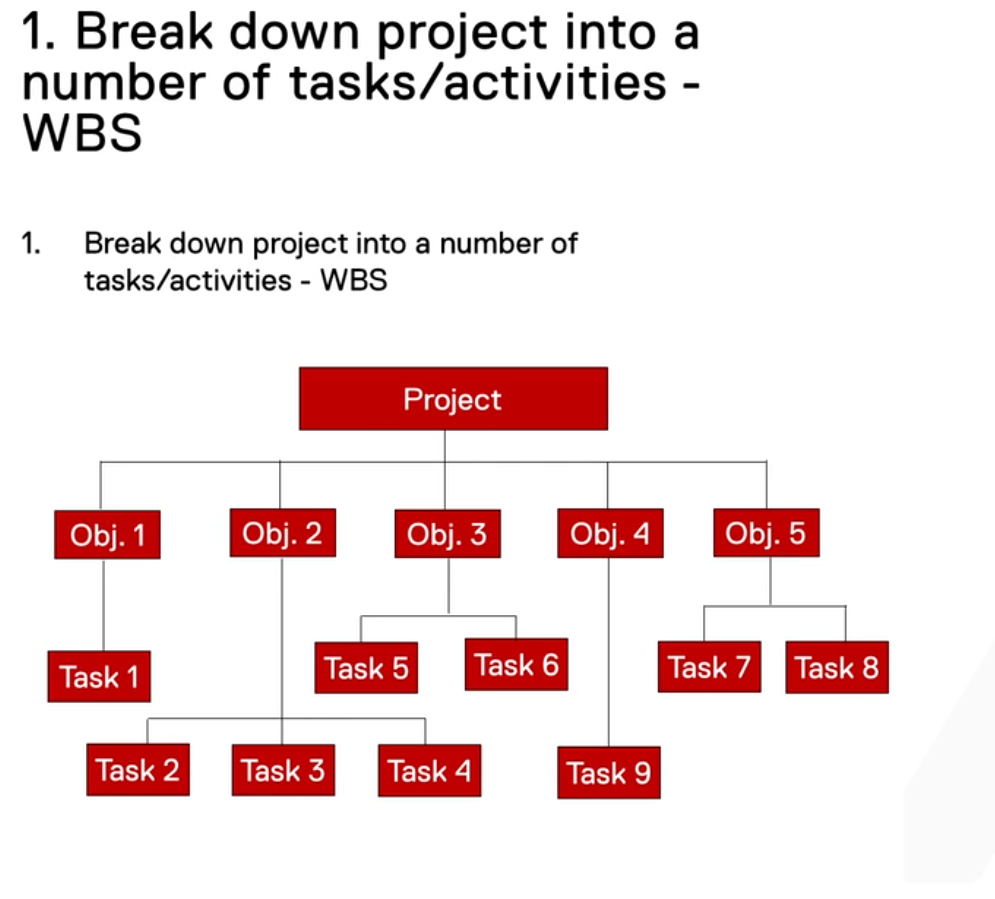 1. Break down project into a
number of tasks/activities -
WBS
1. Break down project into a number of
tasks/activities - WBS
Project
Obj. 1
Obj. 2
Obj. 3
Obj. 4
Obj. 5
Task 1
Task 5
Task 6
Task 7
Task 8
Task 2
Task 3
Task 4
Task 9